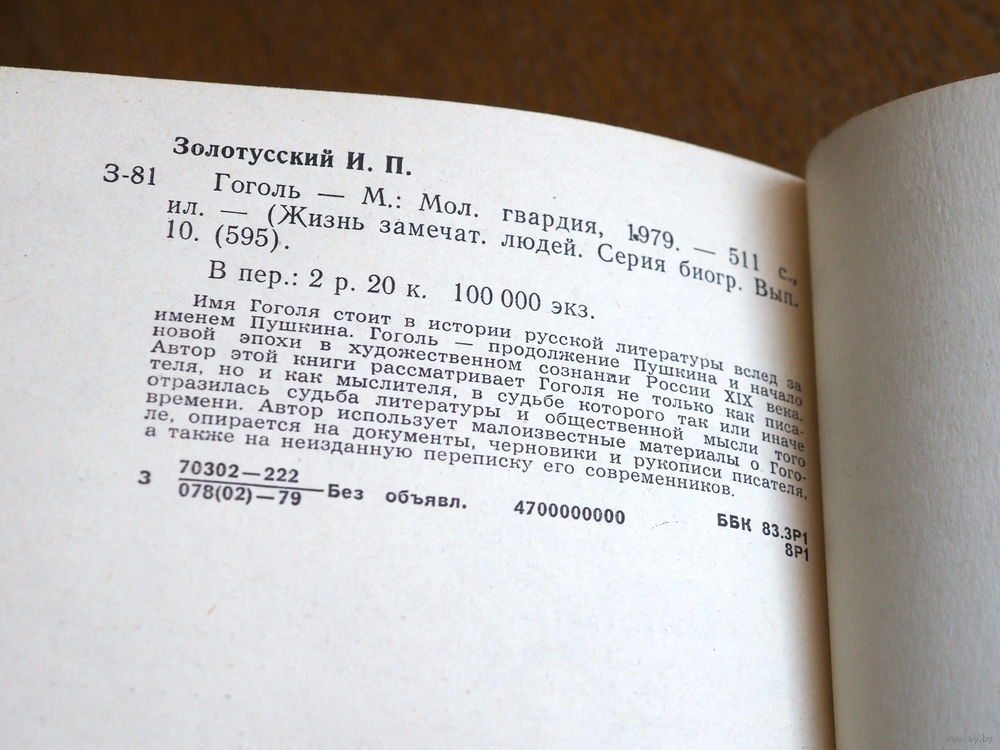 Золотусский И. П.
З-81 Гоголь — М.: Мол. гвардия, 1979. — 511 с.,
ил. — (Жизнь замечат. людей. Серия биогр. Вып.
10. (595).
В пер.: 2 р. 20 к. 100 000 экз.
Имя Гоголя стоит в истории русской литературы вслед за
именем Пушкина. Гоголь — продолжение Пушкина и начало
новой эпохи в художественном сознании России XIX века.
Автор этой книги рассматривает Гоголя не только как писа-
теля, но и как мыслителя, в судьбе которого так или иначе
отразилась судьба литературы и общественной мысли того
времени. Автор использует малоизвестные материалы о Гого-
ле, опирается на документы, черновики и рукописи писателя,
а также на неизданную переписку его современников.
З 70302—222
078(02)—79 —Без объявл. 4700000000 ББК 83.3Р1
8Р1
www.ay.by